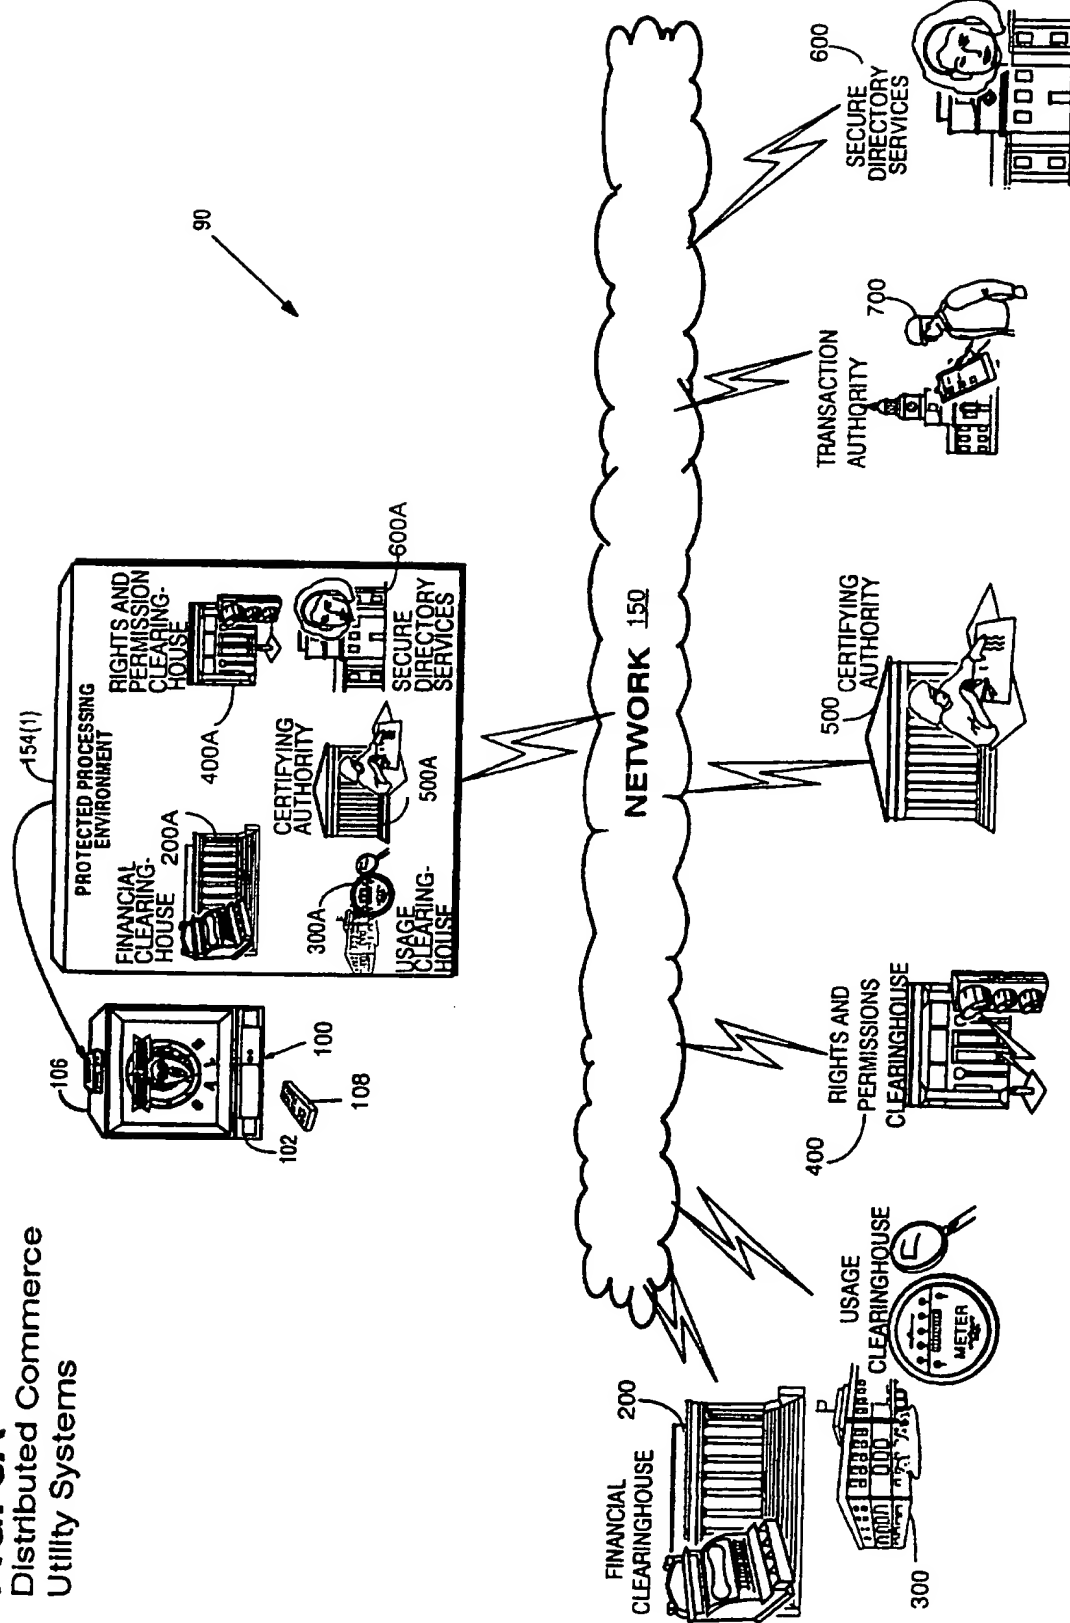 Distributed Commerce
Utility Systems
90
106
102
100
108
154(1)
PROTECTED PROCESSING
ENVIRONMENT
FINANCIAL
CLEARING-
HOUSE
200A
RIGHTS AND
PERMISSION
CLEARING-
HOUSE
400A
300A
USAGE
CLEARING-
HOUSE
CERTIFYING
AUTHORITY
500A
600A
SECURE
DIRECTORY
SERVICES
NETWORK 150
FINANCIAL
CLEARINGHOUSE
200
300
USAGE
CLEARINGHOUSE
METER
400
RIGHTS AND
PERMISSIONS
CLEARINGHOUSE
500
CERTIFYING
AUTHORITY
TRANSACTION
AUTHORITY
700
600
SECURE
DIRECTORY
SERVICES